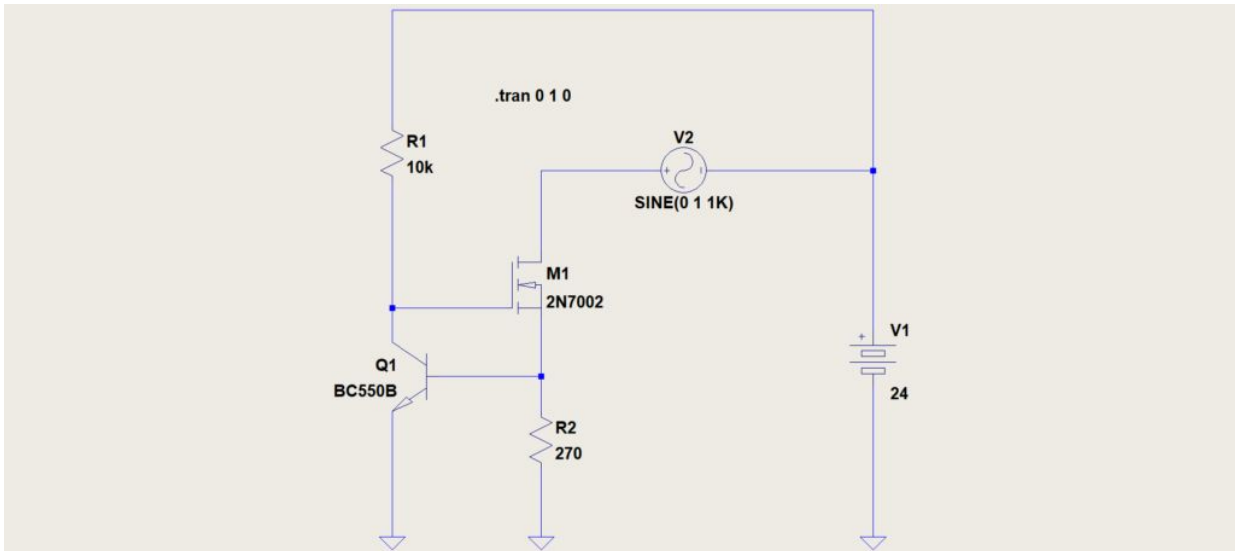 .tran 0 1 0
R1
10k
V2
SINE(0 1 1K)
M1
2N7002
V1
24
Q1
BC550B
R2
270